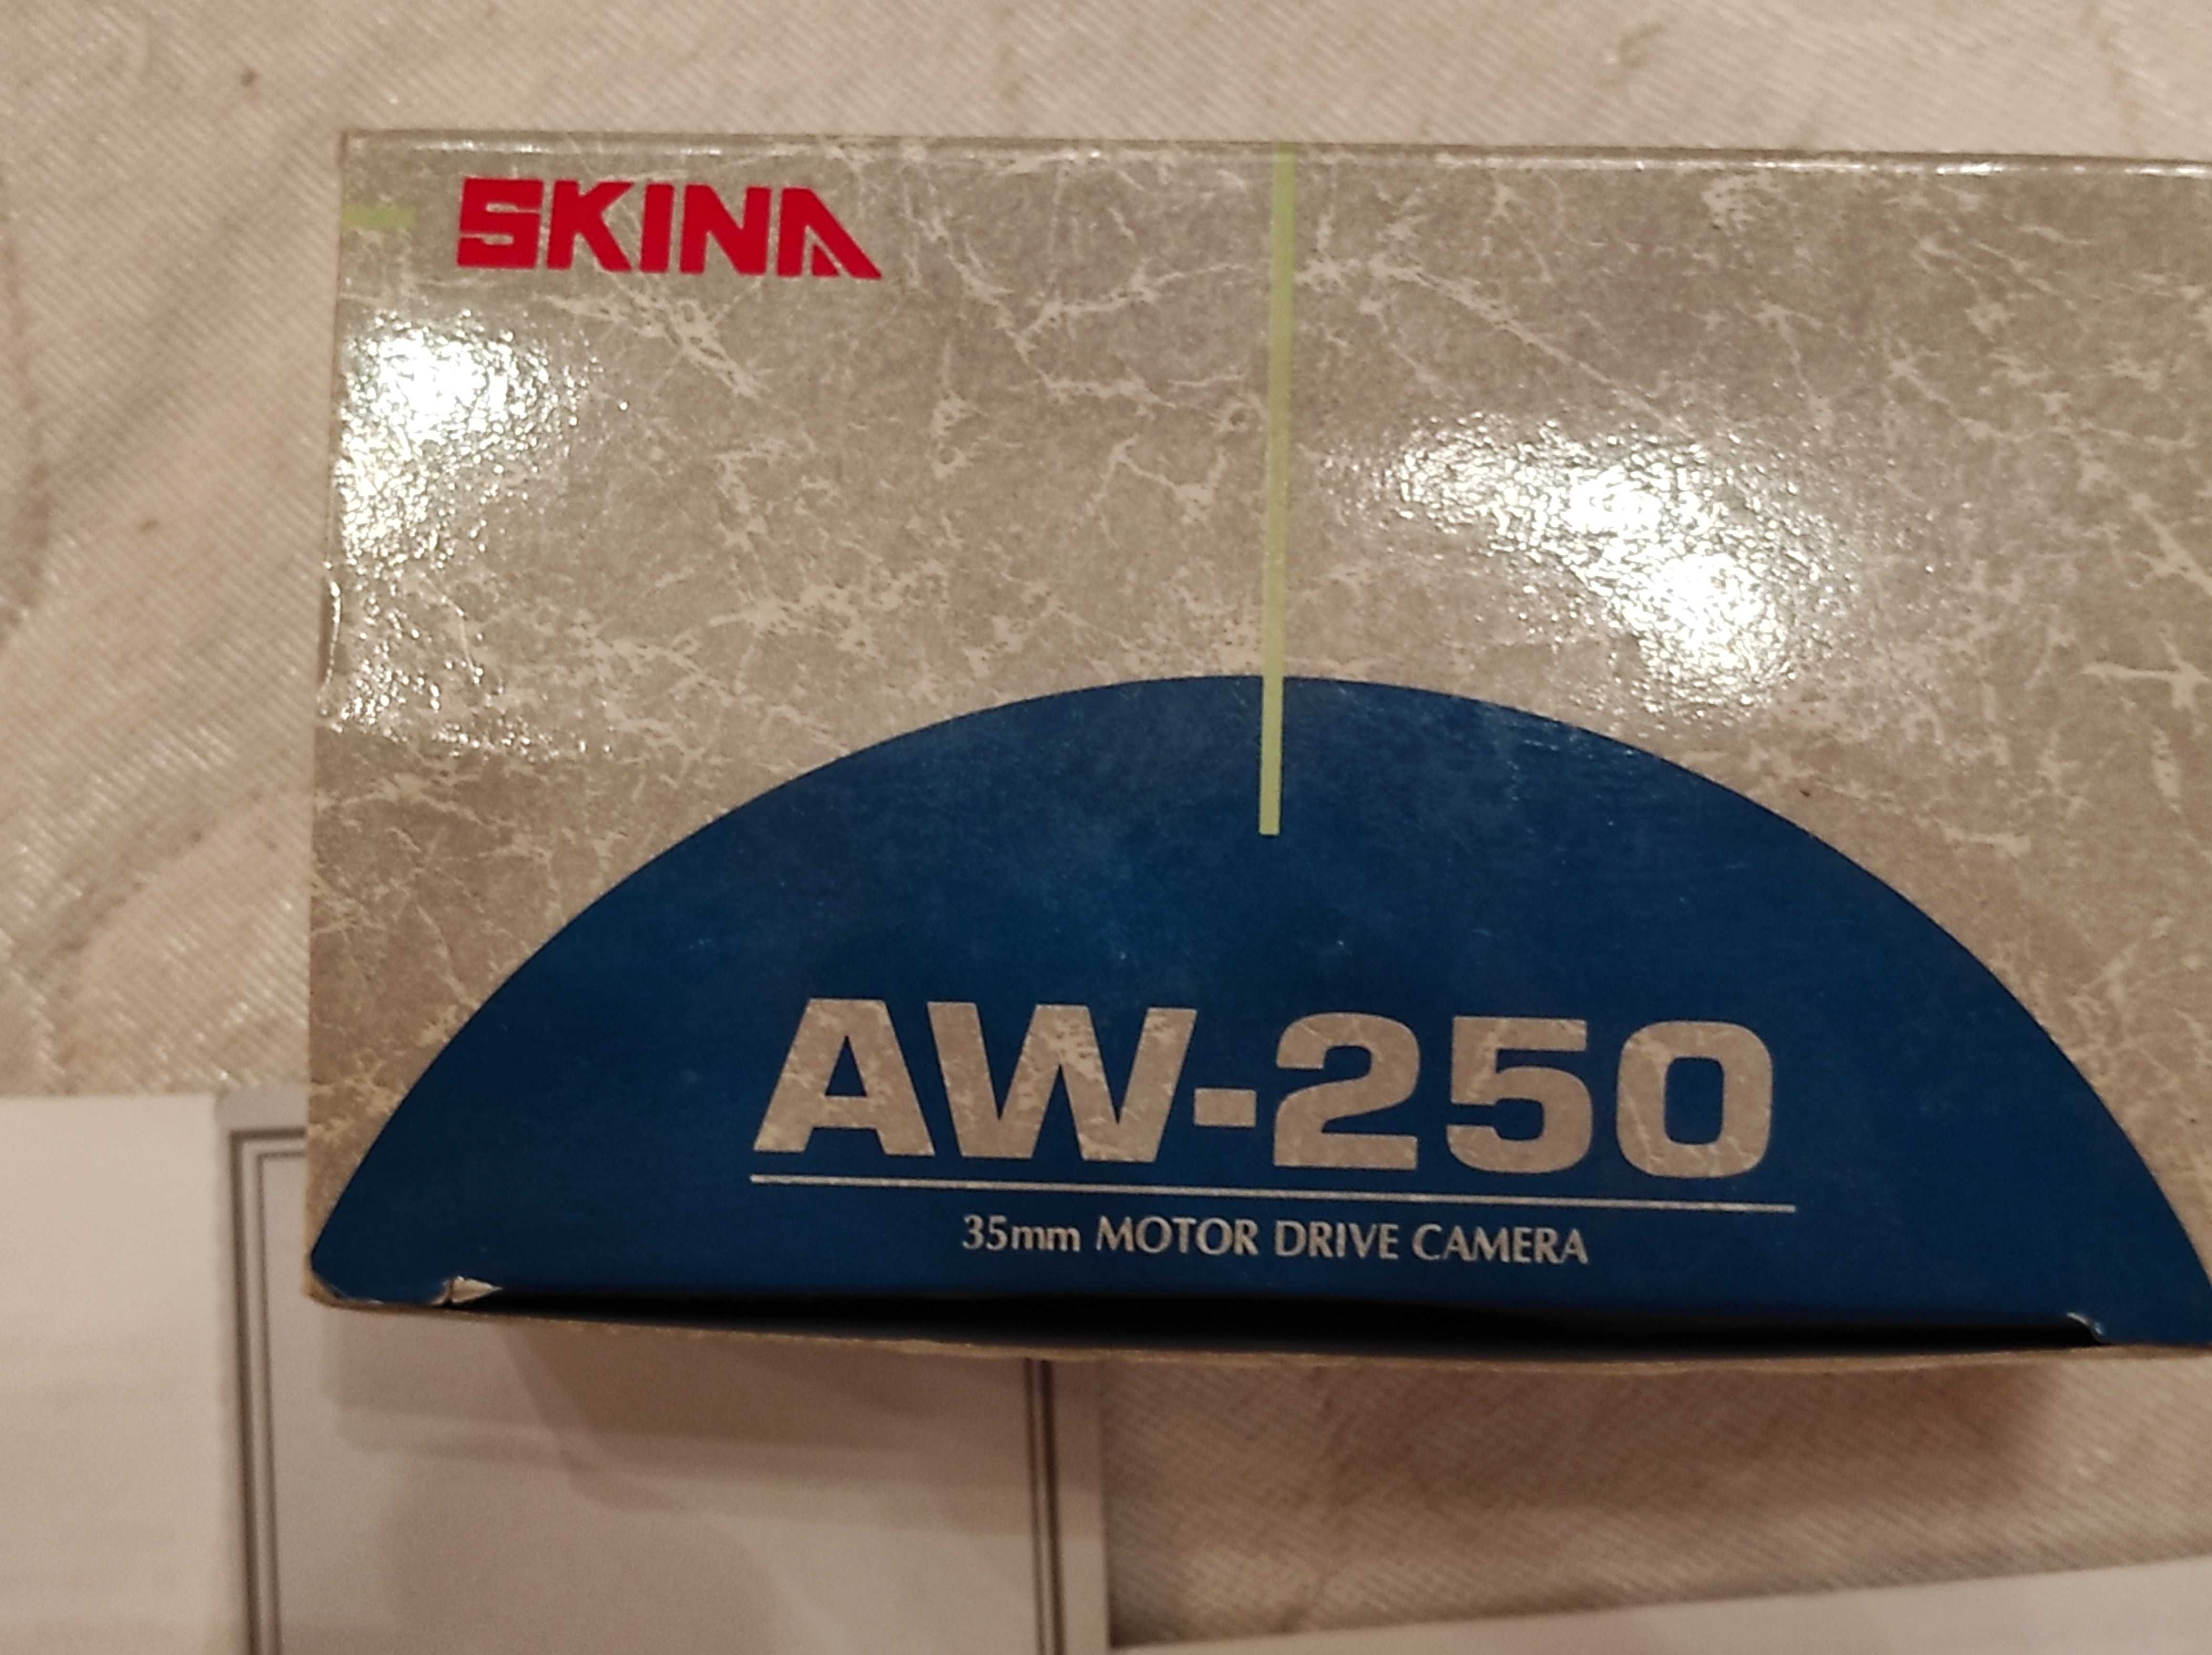 SKINA
AW-250
35mm MOTOR DRIVE CAMERA